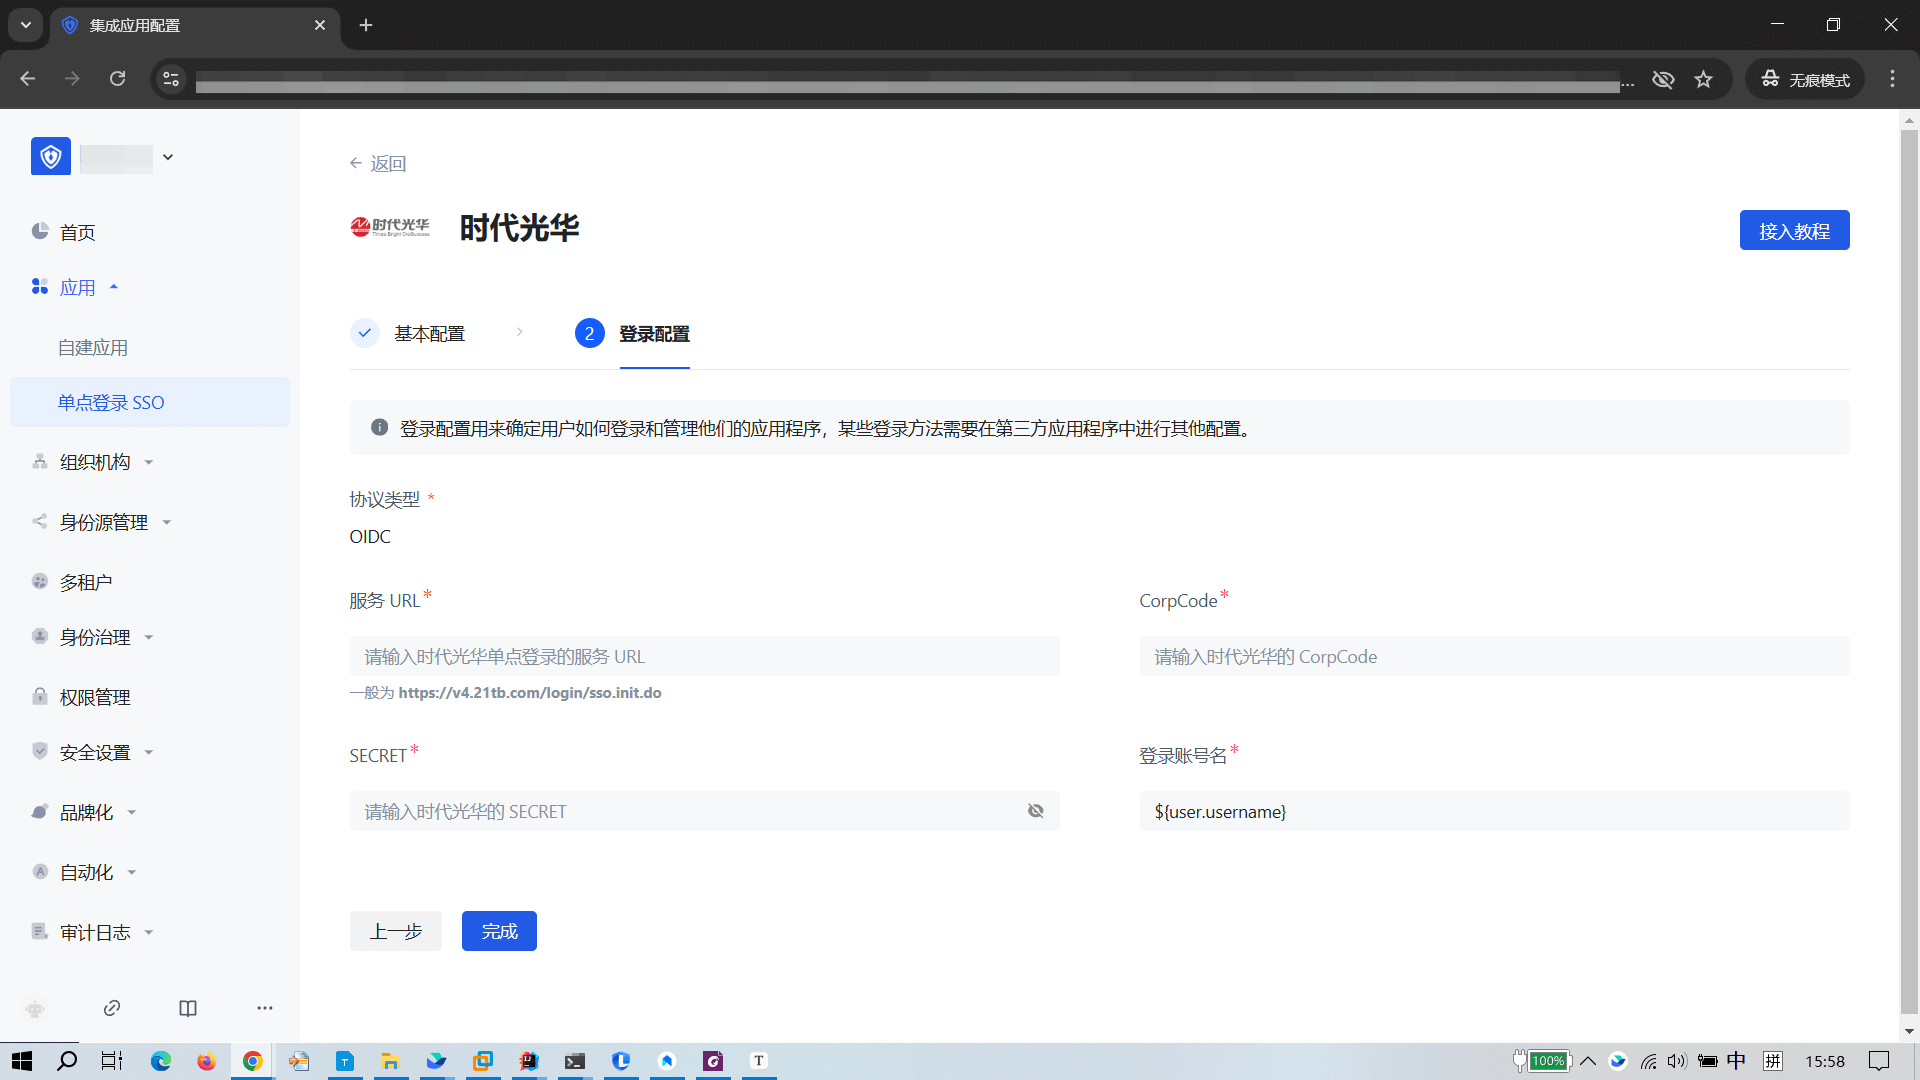 集成应用配置
无痕模式
首页
应用
自建应用
单点登录 SSO
组织机构
身份源管理
多租户
身份治理
权限管理
安全设置
品牌化
自动化
审计日志
返回
时代光华
时代光华
接入教程
基本配置
2 登录配置
登录配置用来确定用户如何登录和管理他们的应用程序，某些登录方法需要在第三方应用程序中进行其他配置。
协议类型 *
OIDC
服务 URL *
CorpCode *
请输入时代光华单点登录的服务 URL
请输入时代光华的 CorpCode
一般为 https://v4.21tb.com/login/sso.init.do
SECRET *
登录账号名 *
请输入时代光华的 SECRET
${user.username}
上一步
完成
100%
中
拼
15:58